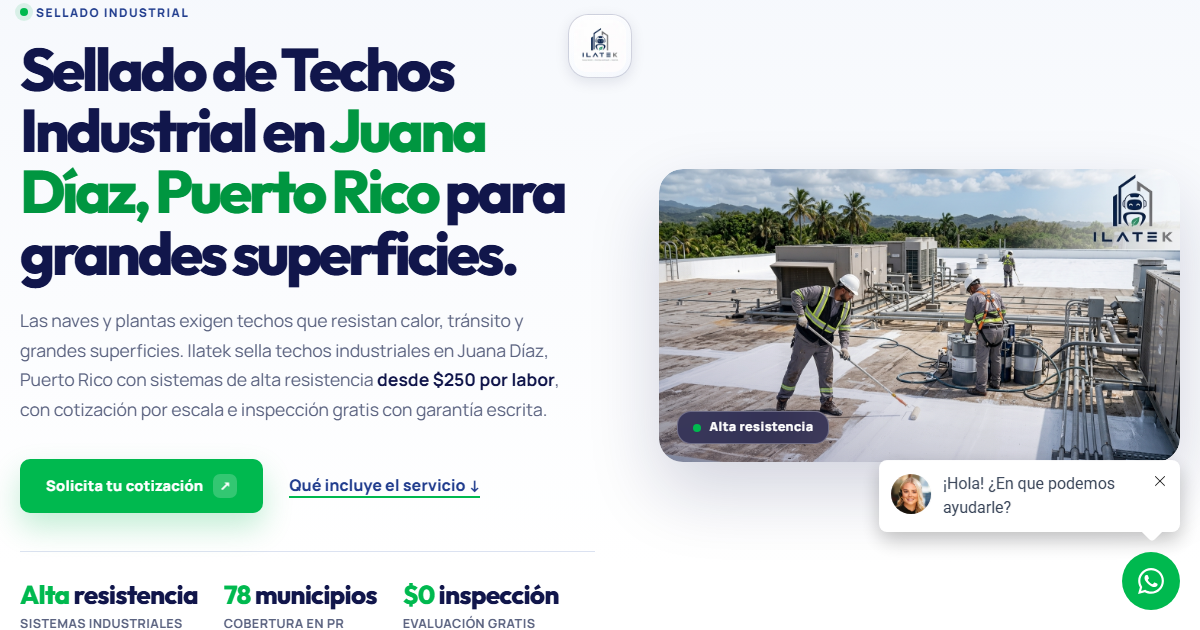 SELLADO INDUSTRIAL
ILATEK
Sellado de Techos
Industrial en Juana
Díaz, Puerto Rico para
grandes superficies.
Las naves y plantas exigen techos que resistan calor, tránsito y
grandes superficies. Ilatek sella techos industriales en Juana Díaz,
Puerto Rico con sistemas de alta resistencia desde $250 por labor,
con cotización por escala e inspección gratis con garantía escrita.
Solicita tu cotización ↗
Qué incluye el servicio ↓
Alta resistencia
SISTEMAS INDUSTRIALES
78 municipios
COBERTURA EN PR
$0 inspección
EVALUACIÓN GRATIS
ILATEK
Alta resistencia
¡Hola! ¿En que podemos
ayudarle?